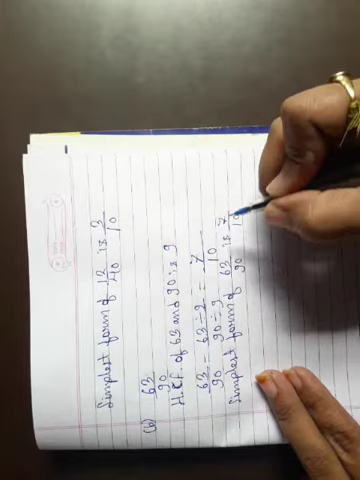 Simplest form of 12/40 is 3/10
(b) 63/90
H.C.F. of 63 and 90 is 9
63/90 = 63÷9/90÷9 = 7/10
Simplest form of 63/90 is 7/10